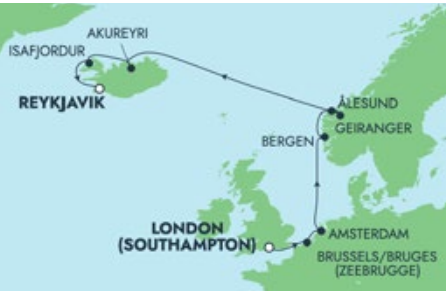 AKUREYRI
ISAFJORDUR
REYKJAVIK
ÅLESUND
GEIRANGER
BERGEN
LONDON
(SOUTHAMPTON)
AMSTERDAM
BRUSSELS/BRUGES
(ZEEBRUGGE)